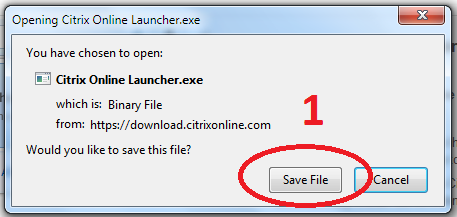 Opening Citrix Online Launcher.exe
You have chosen to open:
Citrix Online Launcher.exe
which is: Binary File
from: https://download.citrixonline.com
1
Would you like to save this file?
Save File
Cancel